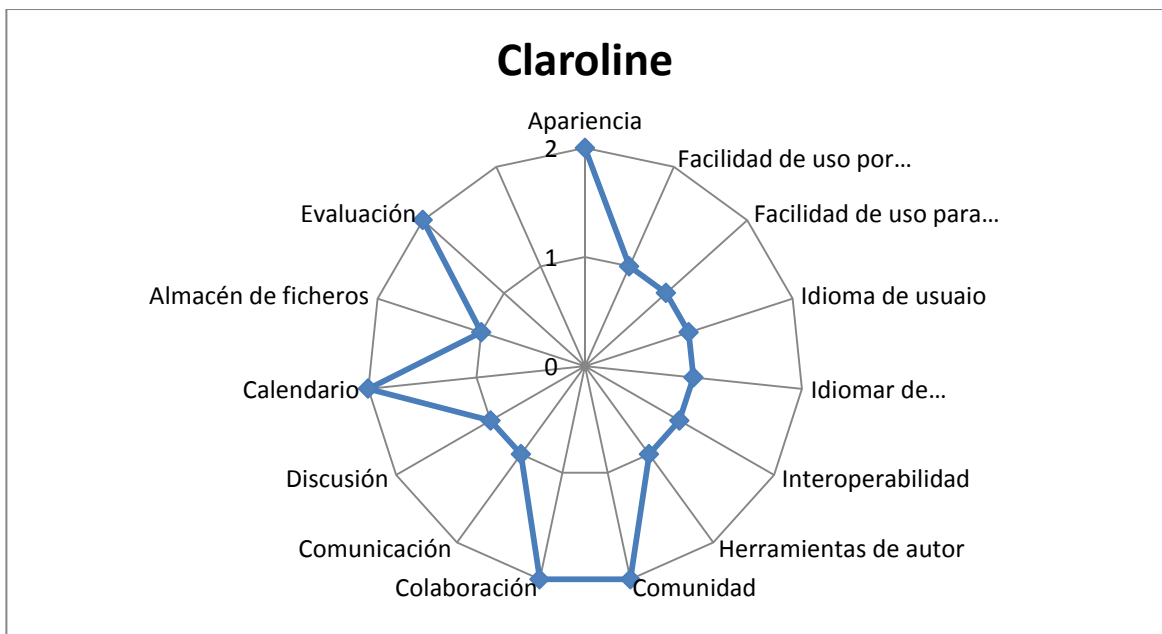 Claroline
Apariencia
2
Facilidad de uso por...
Evaluación
Facilidad de uso para...
1
Almacén de ficheros
Idioma de usuaio
0
Calendario
Idiomar de...
Discusión
Interoperabilidad
Comunicación
Herramientas de autor
Colaboración
Comunidad